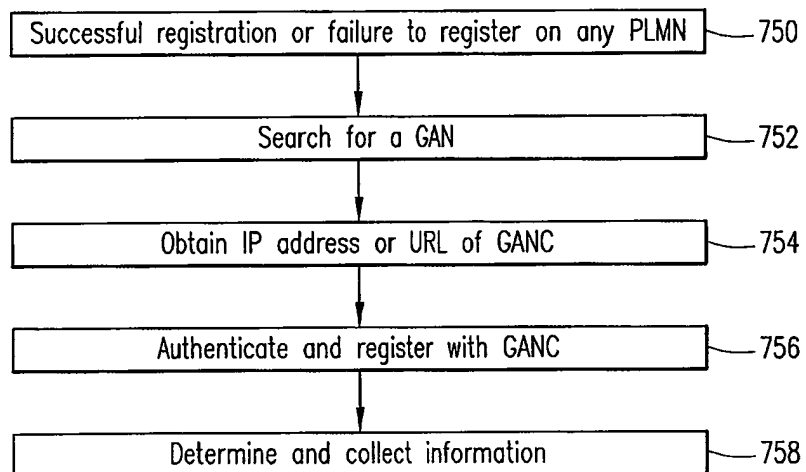 Successful registration or failure to register on any PLMN 750
Search for a GAN 752
Obtain IP address or URL of GANC 754
Authenticate and register with GANC 756
Determine and collect information 758